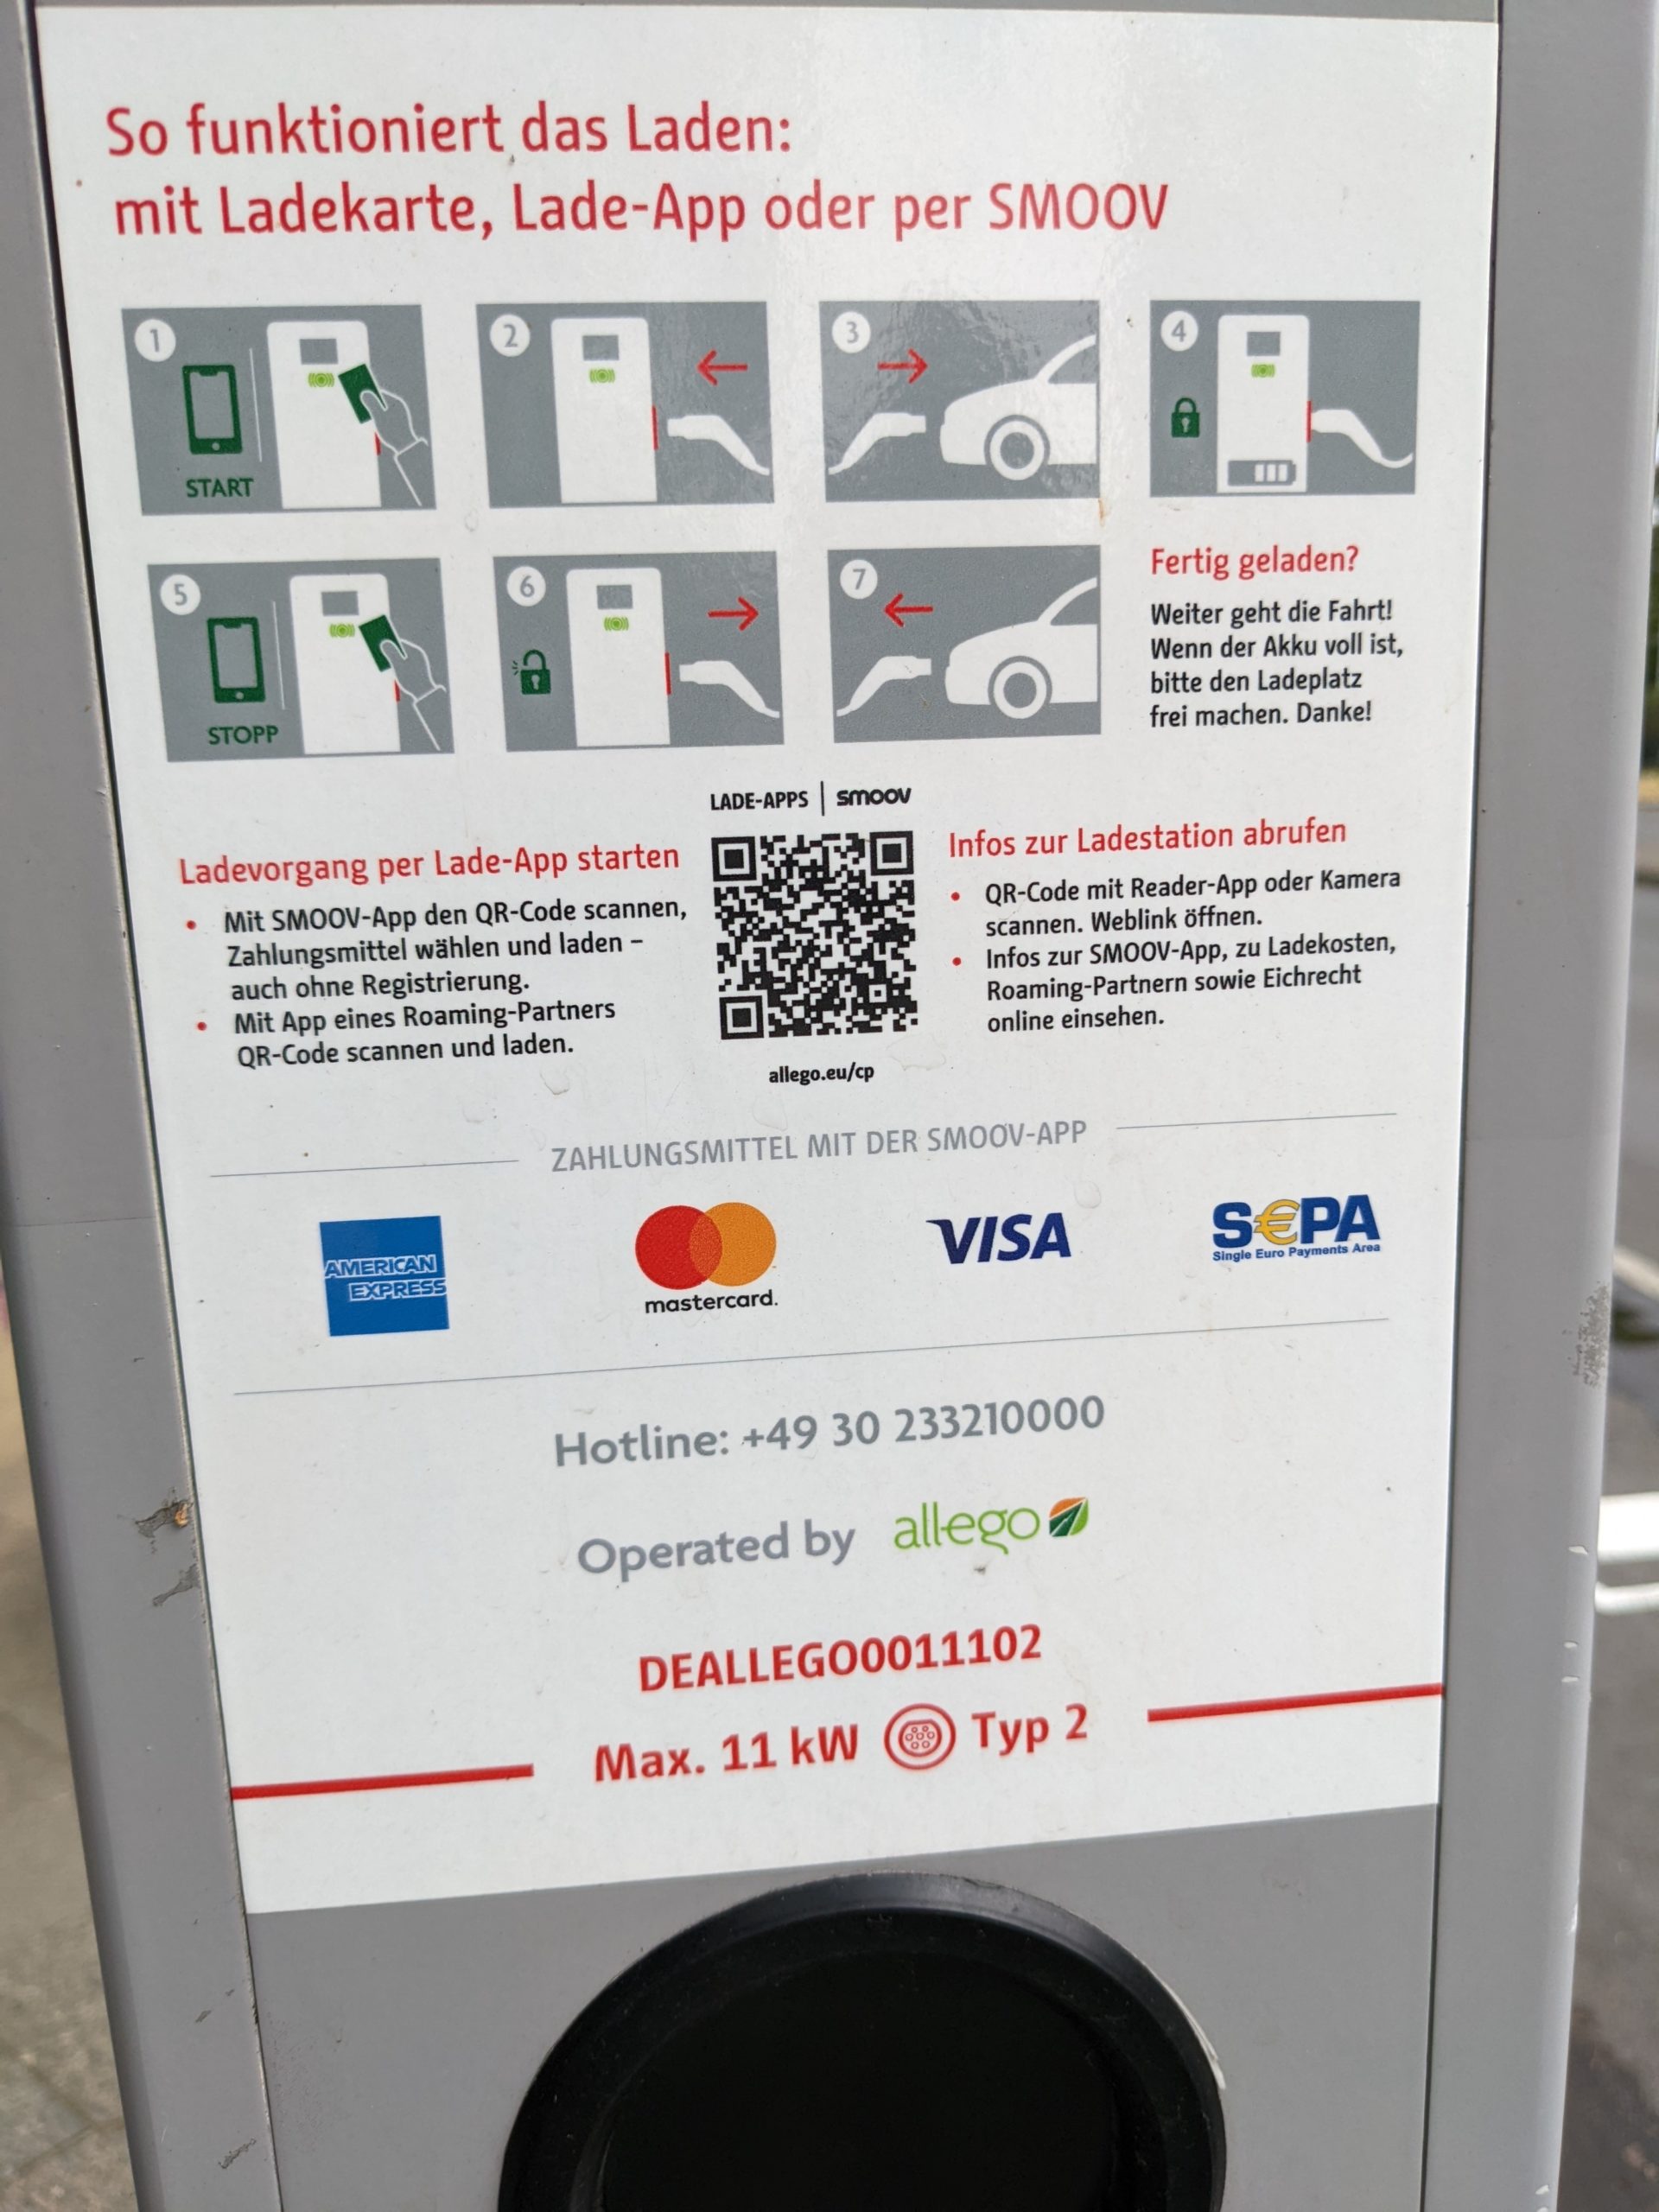 So funktioniert das Laden:
mit Ladekarte, Lade-App oder per SMOOV
1
START
2
3
4
5
STOPP
6
7
Fertig geladen?
Weiter geht die Fahrt!
Wenn der Akku voll ist,
bitte den Ladeplatz
frei machen. Danke!
LADE-APPS | smoov
Ladevorgang per Lade-App starten
• Mit SMOOV-App den QR-Code scannen,
Zahlungsmittel wählen und laden –
auch ohne Registrierung.
• Mit App eines Roaming-Partners
QR-Code scannen und laden.
allego.eu/cp
Infos zur Ladestation abrufen
• QR-Code mit Reader-App oder Kamera
scannen. Weblink öffnen.
• Infos zur SMOOV-App, zu Ladekosten,
Roaming-Partnern sowie Eichrecht
online einsehen.
ZAHLUNGSMITTEL MIT DER SMOOV-APP
AMERICAN
EXPRESS
mastercard.
VISA
S€PA
Single Euro Payments Area
Hotline: +49 30 233210000
Operated by allego
DEALLEGO0011102
Max. 11 kW Typ 2